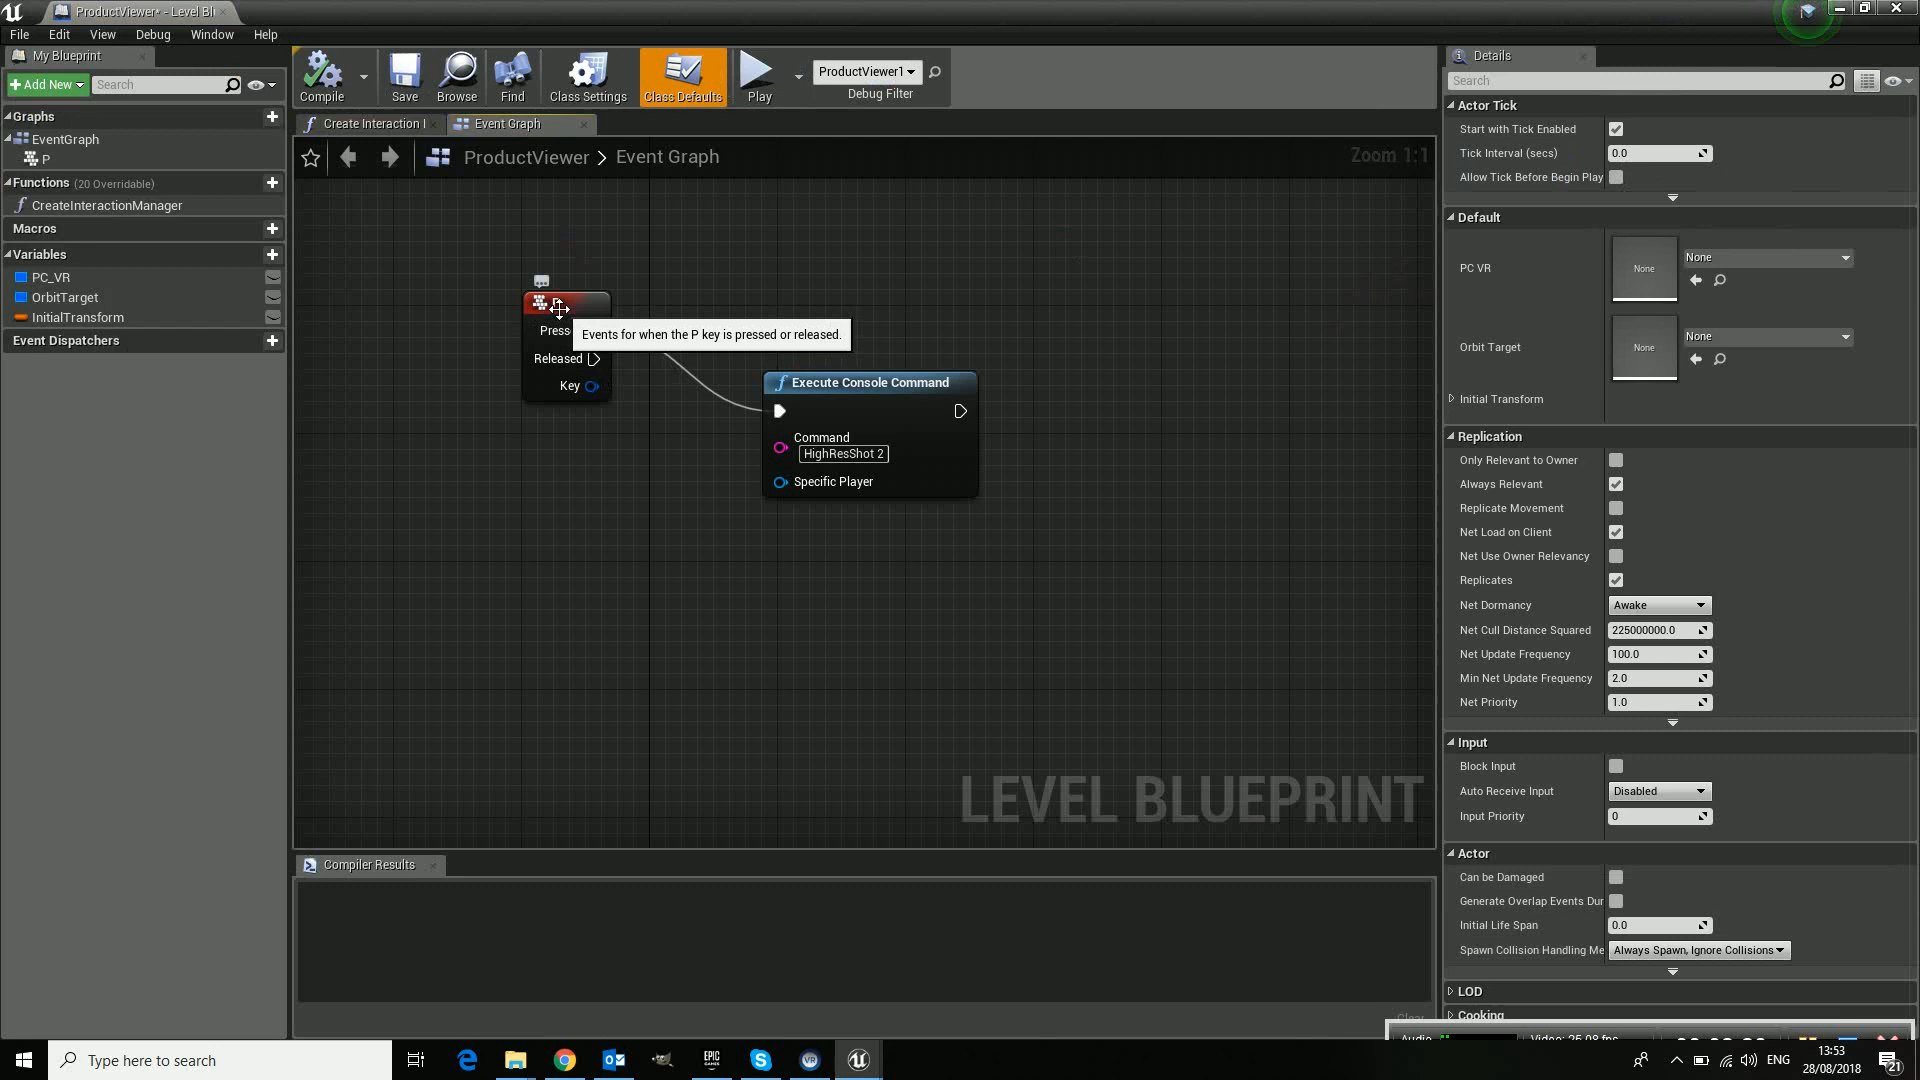 ProductViewer* - Level Bl
File Edit View Debug Window Help
My Blueprint
Add New Search
Graphs
EventGraph
P
Functions (20 Overridable)
CreateInteractionManager
Macros
Variables
PC_VR
OrbitTarget
InitialTransform
Event Dispatchers
Compile Save Browse Find Class Settings Class Defaults Play
ProductViewer1
Debug Filter
Create Interaction I Event Graph
ProductViewer > Event Graph
Zoom 1:1
Press
Released
Key
Events for when the P key is pressed or released.
Execute Console Command
Command
HighResShot 2
Specific Player
LEVEL BLUEPRINT
Compiler Results
Clear
Details
Search
Actor Tick
Start with Tick Enabled
Tick Interval (secs) 0.0
Allow Tick Before Begin Play
Default
PC VR None None
Orbit Target None None
Initial Transform
Replication
Only Relevant to Owner
Always Relevant
Replicate Movement
Net Load on Client
Net Use Owner Relevancy
Replicates
Net Dormancy Awake
Net Cull Distance Squared 225000000.0
Net Update Frequency 100.0
Min Net Update Frequency 2.0
Net Priority 1.0
Input
Block Input
Auto Receive Input Disabled
Input Priority 0
Actor
Can be Damaged
Generate Overlap Events Dur
Initial Life Span 0.0
Spawn Collision Handling Me Always Spawn, Ignore Collisions
LOD
Cooking
Audio Video: 25.08 fps
Type here to search
EPIC GAMES
VR
ENG
13:53
28/08/2018
21